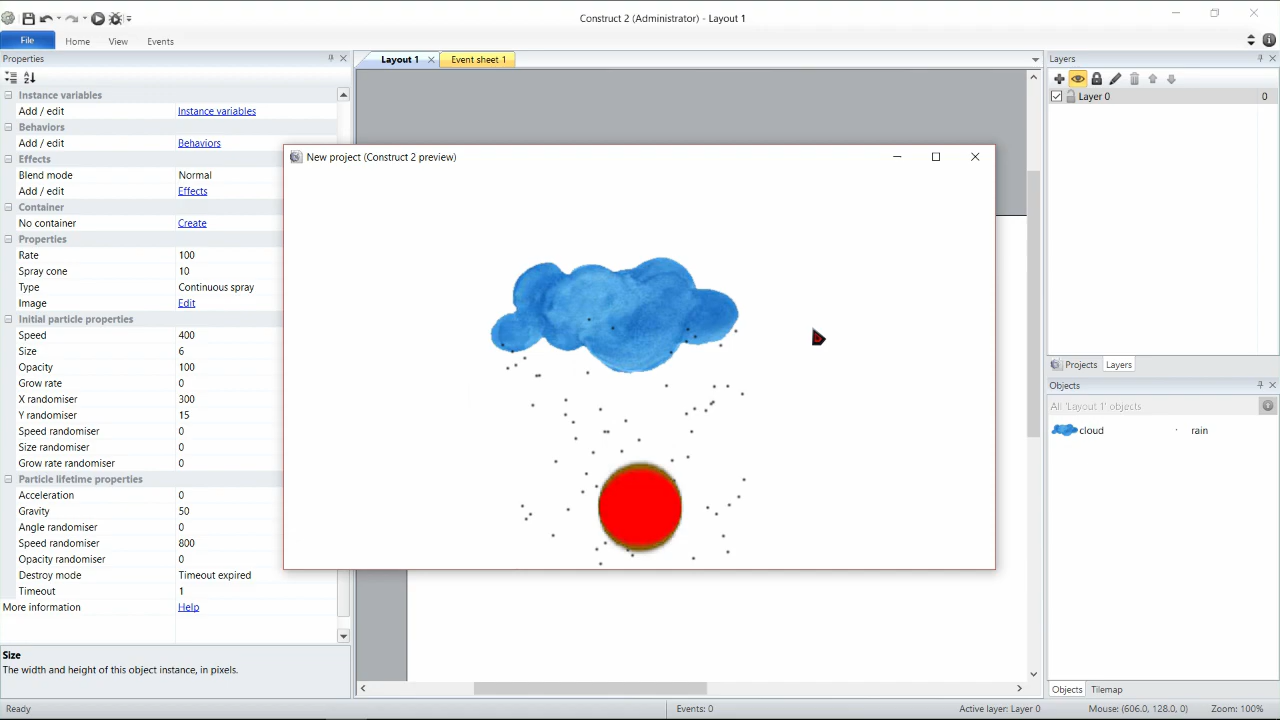 Construct 2 (Administrator) - Layout 1
File
Home
View
Events
Properties
Layout 1
Event sheet 1
Layers
Instance variables
Add / edit Instance variables
Behaviors
Add / edit Behaviors
Effects
Blend mode Normal
Add / edit Effects
Container
No container Create
Properties
Rate 100
Spray cone 10
Type Continuous spray
Image Edit
Initial particle properties
Speed 400
Size 6
Opacity 100
Grow rate 0
X randomiser 300
Y randomiser 15
Speed randomiser 0
Size randomiser 0
Grow rate randomiser 0
Particle lifetime properties
Acceleration 0
Gravity 50
Angle randomiser 0
Speed randomiser 800
Opacity randomiser 0
Destroy mode Timeout expired
Timeout 1
More information Help
Size
The width and height of this object instance, in pixels.
New project (Construct 2 preview)
Layer 0 0
Projects
Layers
Objects
All 'Layout 1' objects
cloud
rain
Objects
Tilemap
Ready
Events: 0
Active layer: Layer 0
Mouse: (606.0, 128.0, 0)
Zoom: 100%